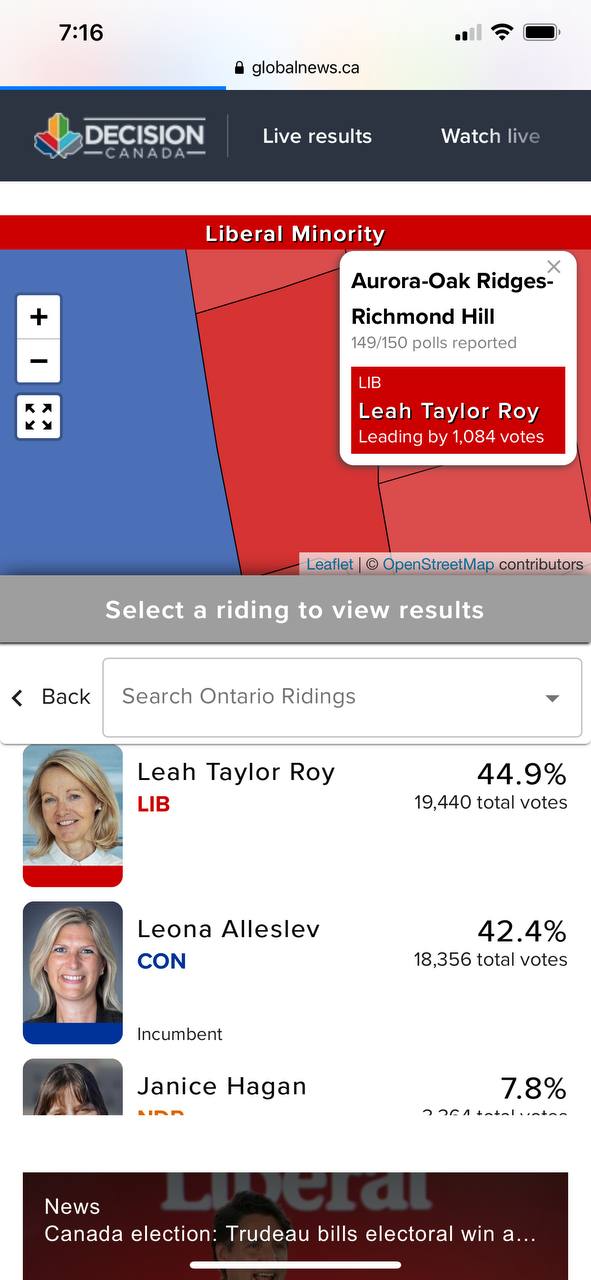 7:16
globalnews.ca
DECISION
CANADA
Live results
Watch live
Liberal Minority
Aurora-Oak Ridges-
Richmond Hill
149/150 polls reported
LIB
Leah Taylor Roy
Leading by 1,084 votes
+
−
Leaflet | © OpenStreetMap contributors
Select a riding to view results
Back
Search Ontario Ridings
Leah Taylor Roy
44.9%
LIB
19,440 total votes
Leona Alleslev
42.4%
CON
18,356 total votes
Incumbent
Janice Hagan
7.8%
NDP
3,364 total votes
Liberal
News
Canada election: Trudeau bills electoral win a...